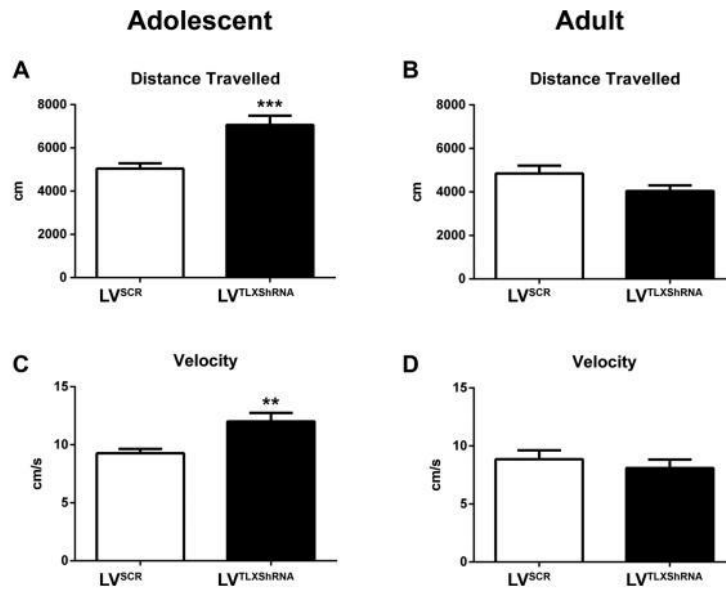 Adolescent
Adult
A
Distance Travelled
8000
6000
4000
2000
0
cm
***
LVSCR
LVTLXShRNA
B
Distance Travelled
8000
6000
4000
2000
0
cm
LVSCR
LVTLXShRNA
C
Velocity
15
10
5
0
cm/s
**
LVSCR
LVTLXShRNA
D
Velocity
15
10
5
0
cm/s
LVSCR
LVTLXShRNA